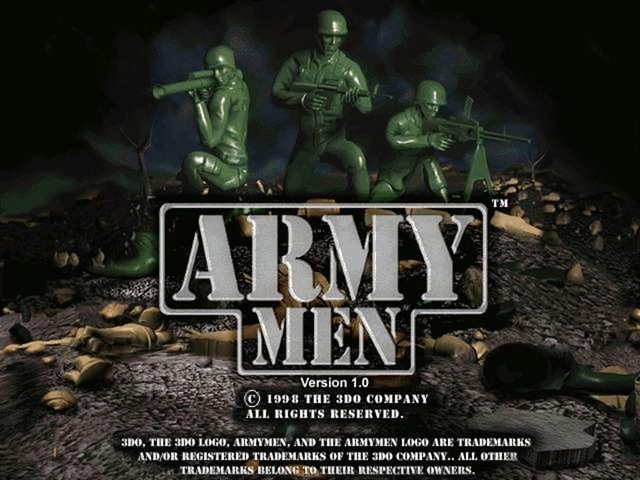 ARMY™
MEN
Version 1.0
© 1998 THE 3DO COMPANY
ALL RIGHTS RESERVED.
3DO, THE 3DO LOGO, ARMYMEN, AND THE ARMYMEN LOGO ARE TRADEMARKS
AND/OR REGISTERED TRADEMARKS OF THE 3DO COMPANY.. ALL OTHER
TRADEMARKS BELONG TO THEIR RESPECTIVE OWNERS.